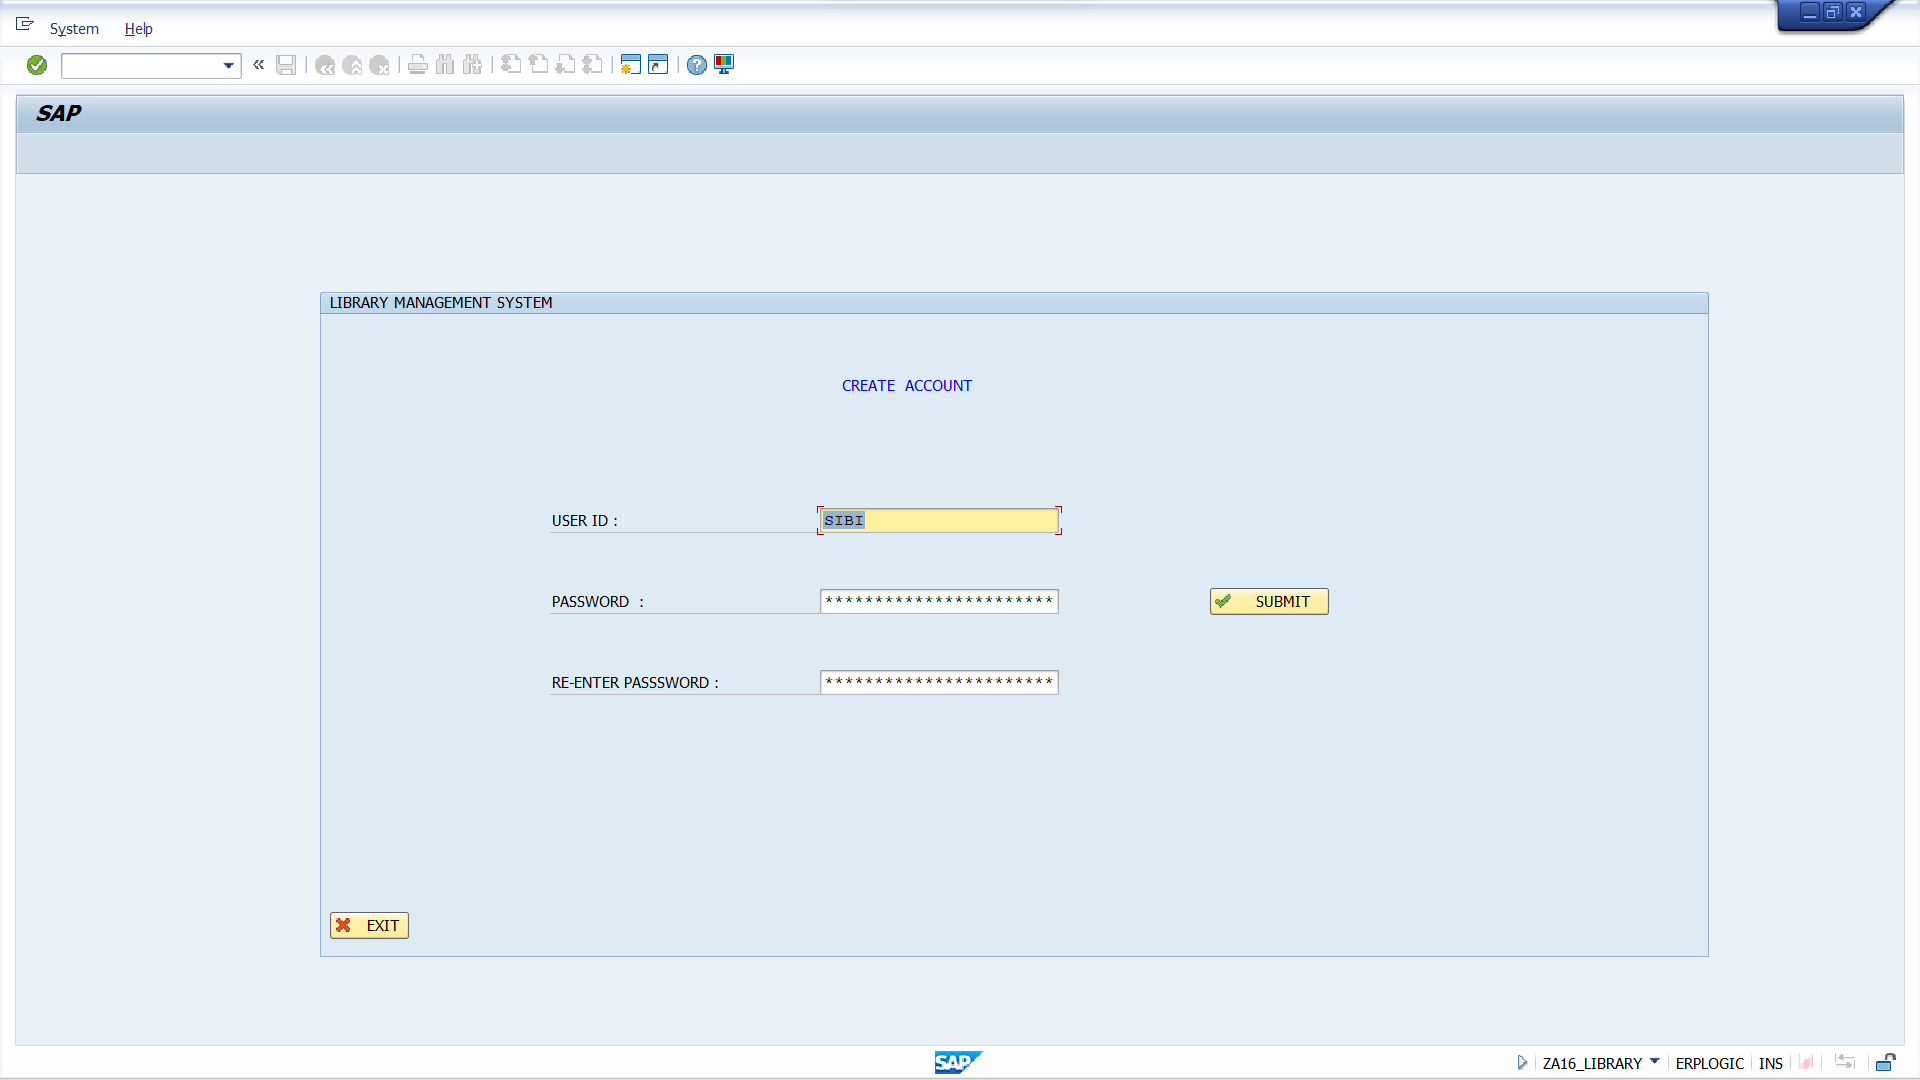 System Help
SAP
LIBRARY MANAGEMENT SYSTEM
CREATE ACCOUNT
USER ID : SIBI
PASSWORD : ***********************
SUBMIT
RE-ENTER PASSSWORD : ***********************
EXIT
SAP
ZA16_LIBRARY ERPLOGIC INS